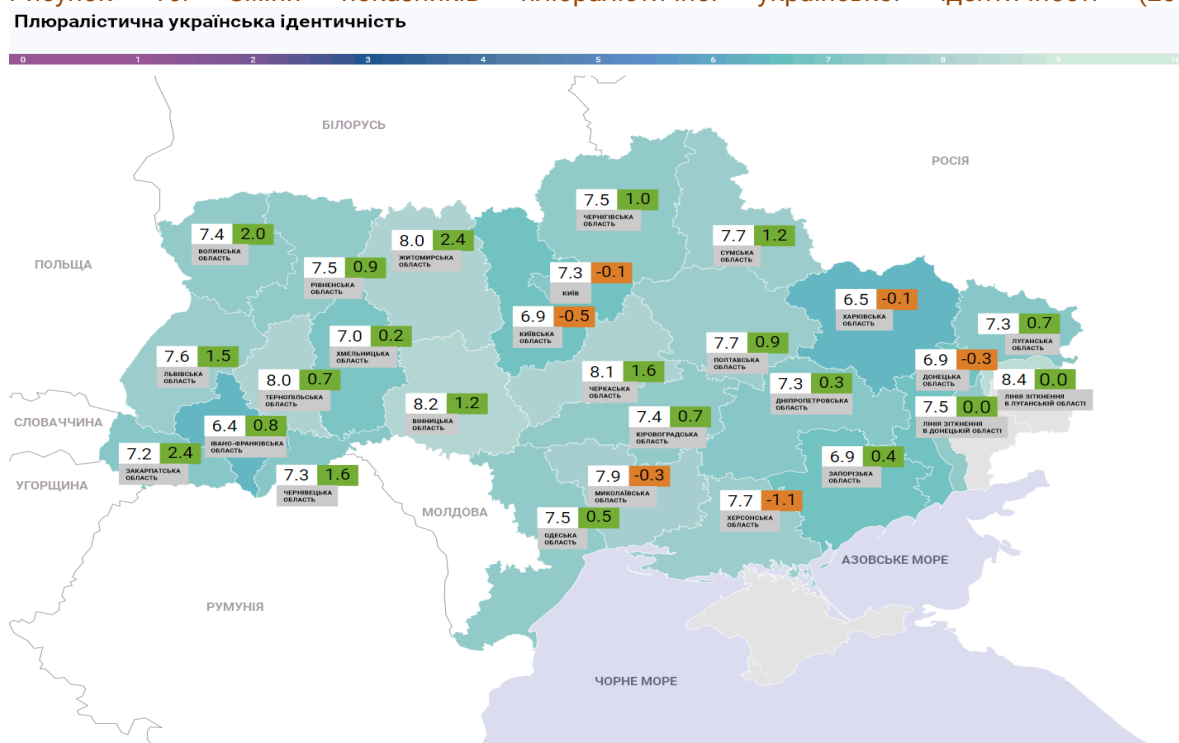 Плюралістична українська ідентичність
0 1 2 3 4 5 6 7 8 9 10
БІЛОРУСЬ
РОСІЯ
ПОЛЬЩА
СЛОВАЧЧИНА
УГОРЩИНА
РУМУНІЯ
МОЛДОВА
ЧОРНЕ МОРЕ
АЗОВСЬКЕ МОРЕ
7.5 1.0
ЧЕРНІГІВСЬКА
ОБЛАСТЬ
7.4 2.0
ВОЛИНСЬКА
ОБЛАСТЬ
8.0 2.4
ЖИТОМИРСЬКА
ОБЛАСТЬ
7.7 1.2
СУМСЬКА
ОБЛАСТЬ
7.5 0.9
РІВНЕНСЬКА
ОБЛАСТЬ
7.3 -0.1
КИЇВ
6.5 -0.1
ХАРКІВСЬКА
ОБЛАСТЬ
6.9 -0.5
КИЇВСЬКА
ОБЛАСТЬ
7.3 0.7
ЛУГАНСЬКА
ОБЛАСТЬ
7.0 0.2
ХМЕЛЬНИЦЬКА
ОБЛАСТЬ
7.7 0.9
ПОЛТАВСЬКА
ОБЛАСТЬ
7.6 1.5
ЛЬВІВСЬКА
ОБЛАСТЬ
6.9 -0.3
ДОНЕЦЬКА
ОБЛАСТЬ
8.1 1.6
ЧЕРКАСЬКА
ОБЛАСТЬ
8.0 0.7
ТЕРНОПІЛЬСЬКА
ОБЛАСТЬ
7.3 0.3
ДНІПРОПЕТРОВСЬКА
ОБЛАСТЬ
8.4 0.0
ЛІНІЯ ЗІТКНЕННЯ
В ЛУГАНСЬКІЙ ОБЛАСТІ
8.2 1.2
ВІННИЦЬКА
ОБЛАСТЬ
7.5 0.0
ЛІНІЯ ЗІТКНЕННЯ
В ДОНЕЦЬКІЙ ОБЛАСТІ
7.4 0.7
КІРОВОГРАДСЬКА
ОБЛАСТЬ
6.4 0.8
ІВАНО-ФРАНКІВСЬКА
ОБЛАСТЬ
7.2 2.4
ЗАКАРПАТСЬКА
ОБЛАСТЬ
6.9 0.4
ЗАПОРІЗЬКА
ОБЛАСТЬ
7.3 1.6
ЧЕРНІВЕЦЬКА
ОБЛАСТЬ
7.9 -0.3
МИКОЛАЇВСЬКА
ОБЛАСТЬ
7.7 -1.1
ХЕРСОНСЬКА
ОБЛАСТЬ
7.5 0.5
ОДЕСЬКА
ОБЛАСТЬ